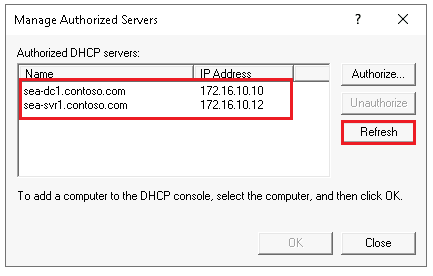 Manage Authorized Servers ? ×
Authorized DHCP servers:
Name IP Address
sea-dc1.contoso.com 172.16.10.10
sea-svr1.contoso.com 172.16.10.12
Authorize...
Unauthorize
Refresh
To add a computer to the DHCP console, select the computer, and then click OK.
OK Close